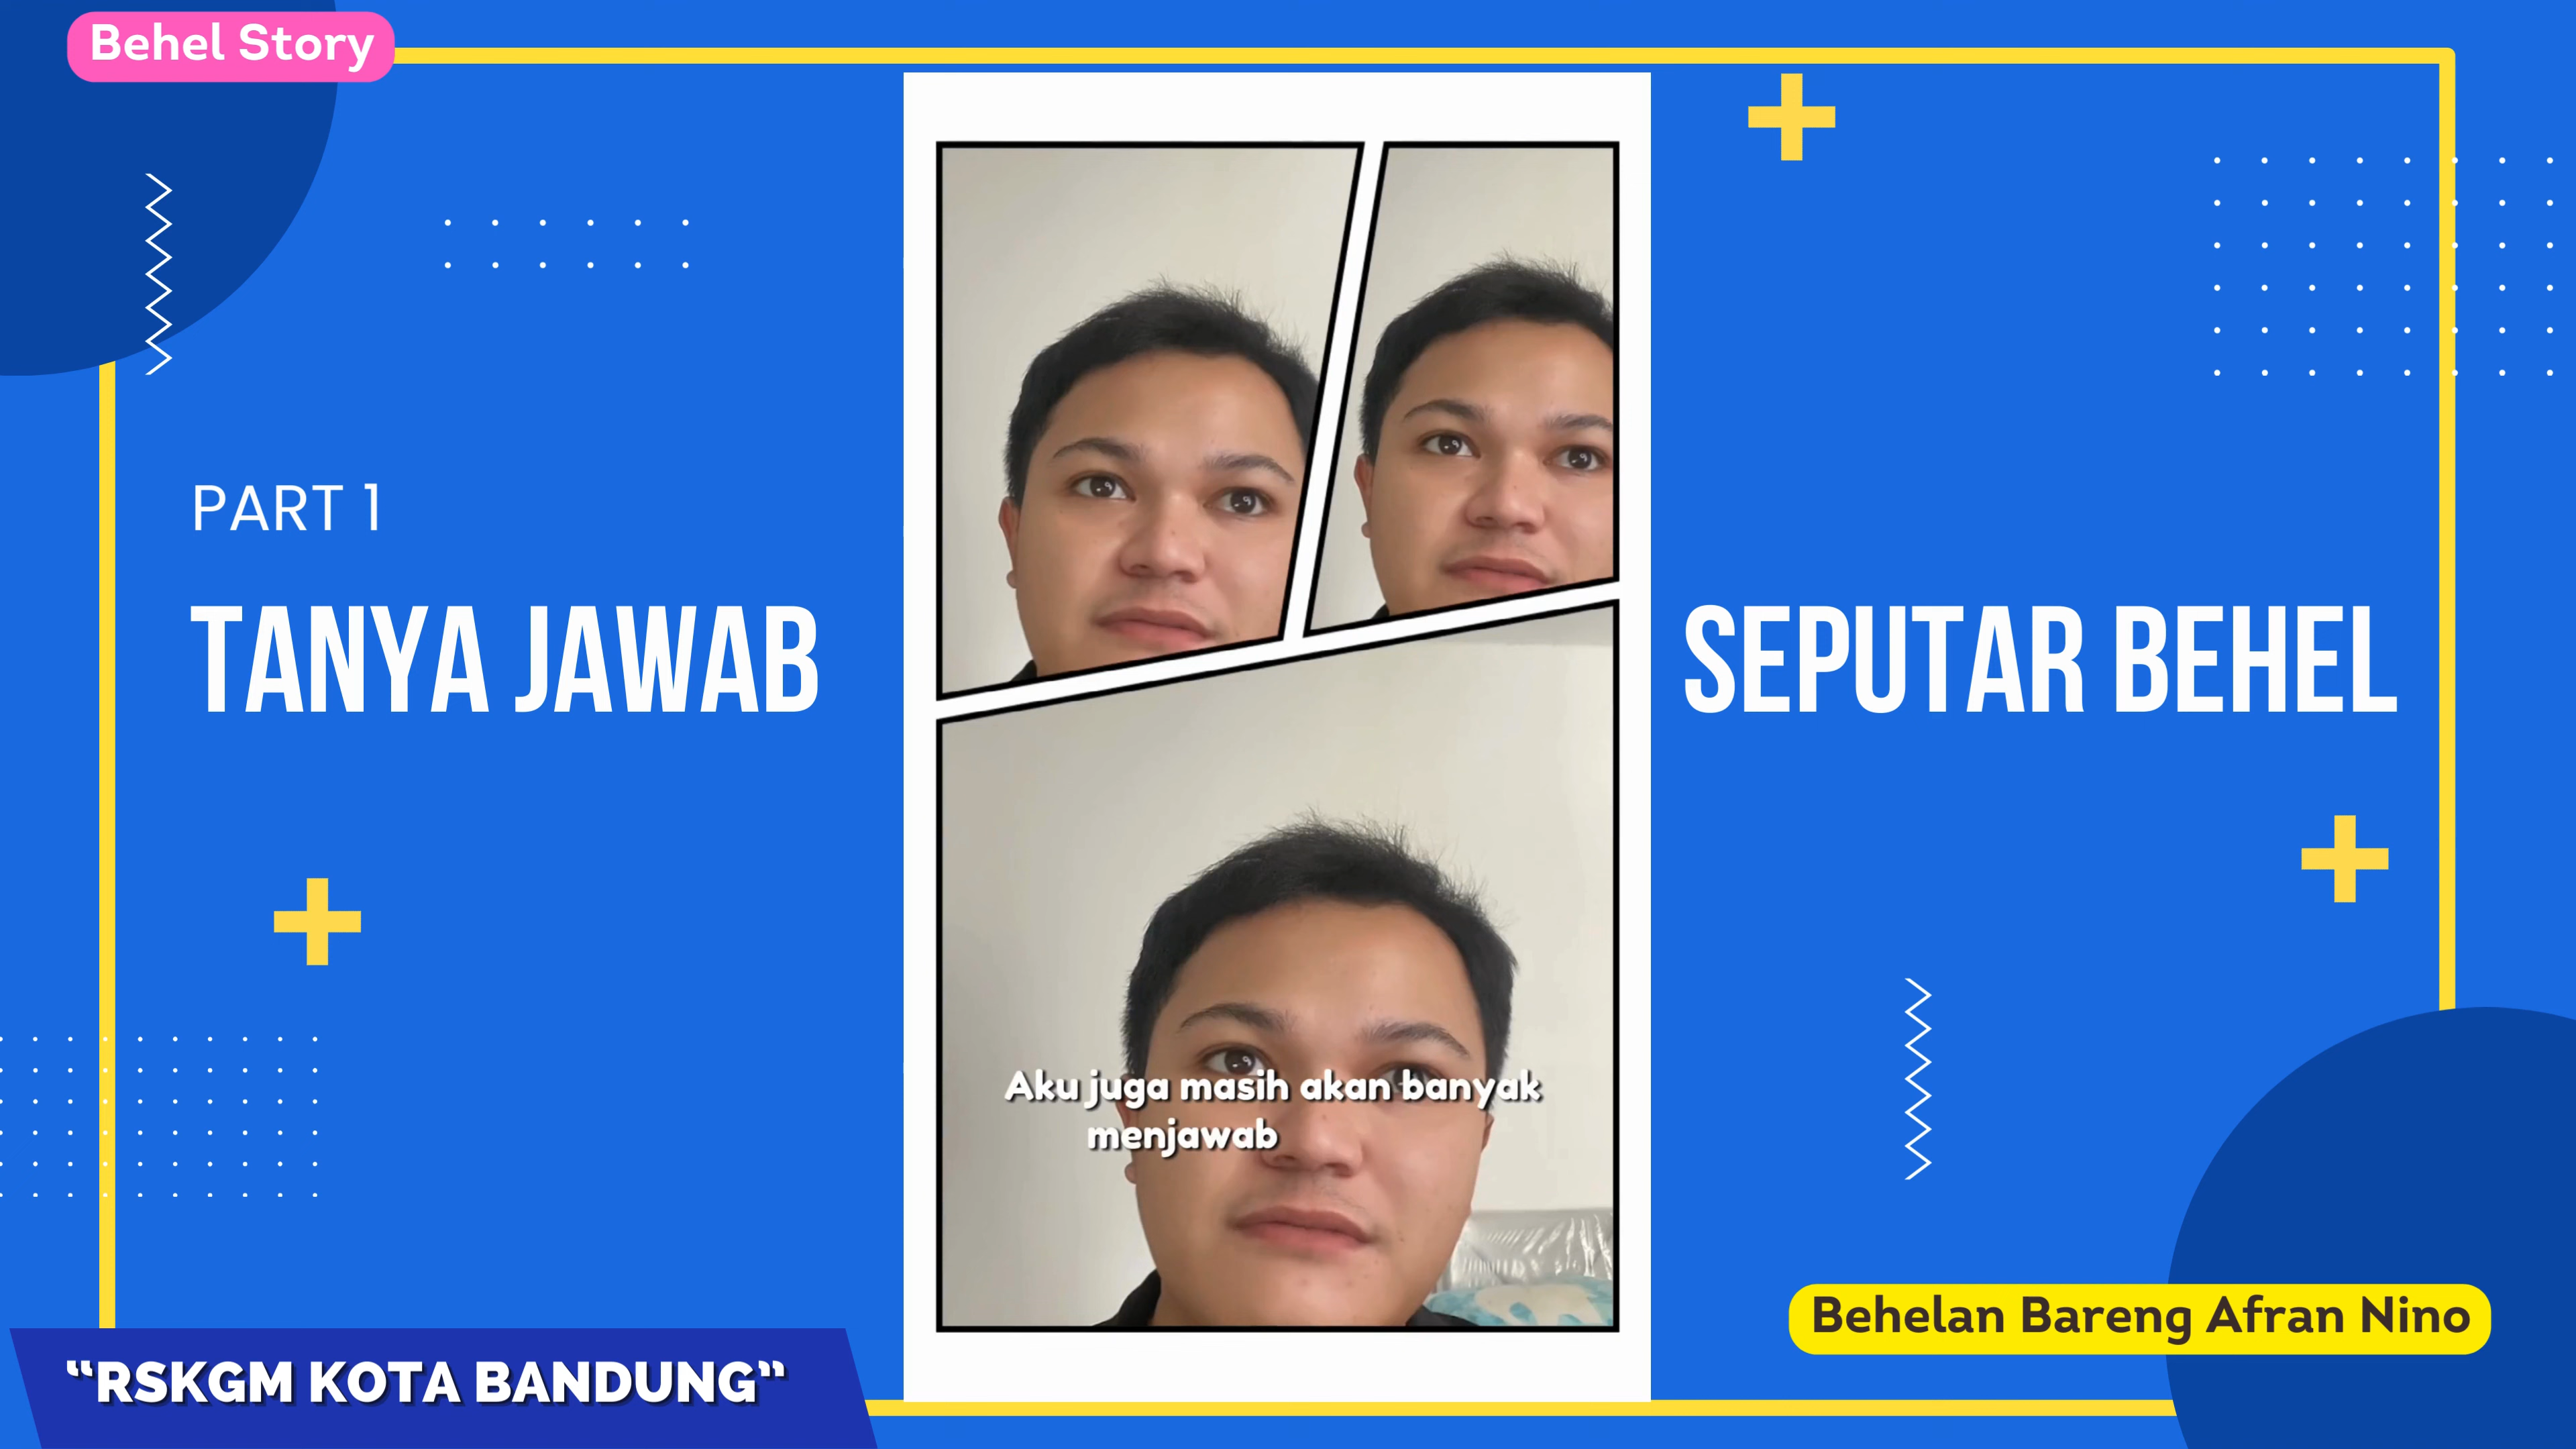 Behel Story
PART 1
TANYA JAWAB
SEPUTAR BEHEL
Aku juga masih akan banyak
menjawab
Behelan Bareng Afran Nino
“RSKGM KOTA BANDUNG”